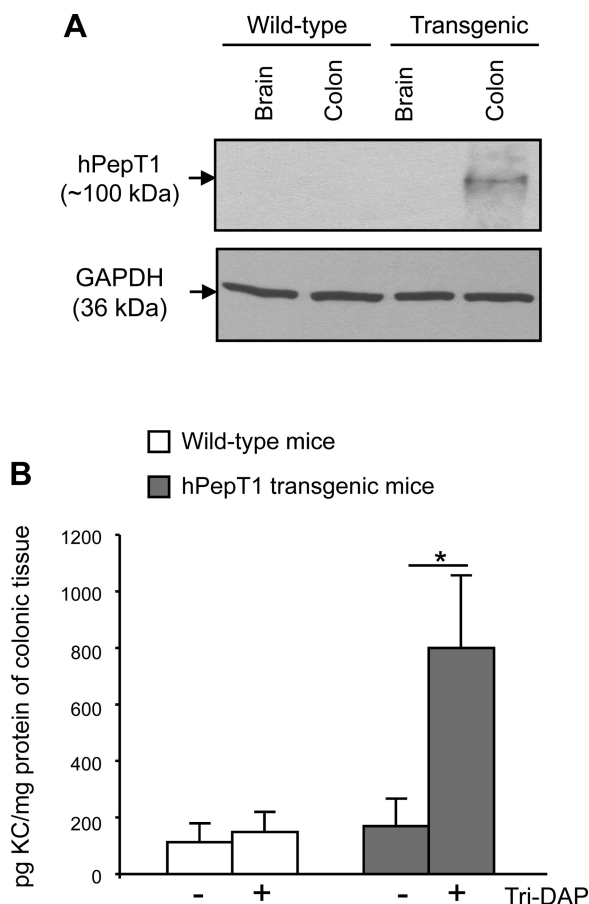 A
Wild-type Transgenic
Brain Colon Brain Colon
hPepT1
(~100 kDa)
GAPDH
(36 kDa)
Wild-type mice
B
hPepT1 transgenic mice
pg KC/mg protein of colonic tissue
1200
1000
800
600
400
200
0
*
- + - + Tri-DAP